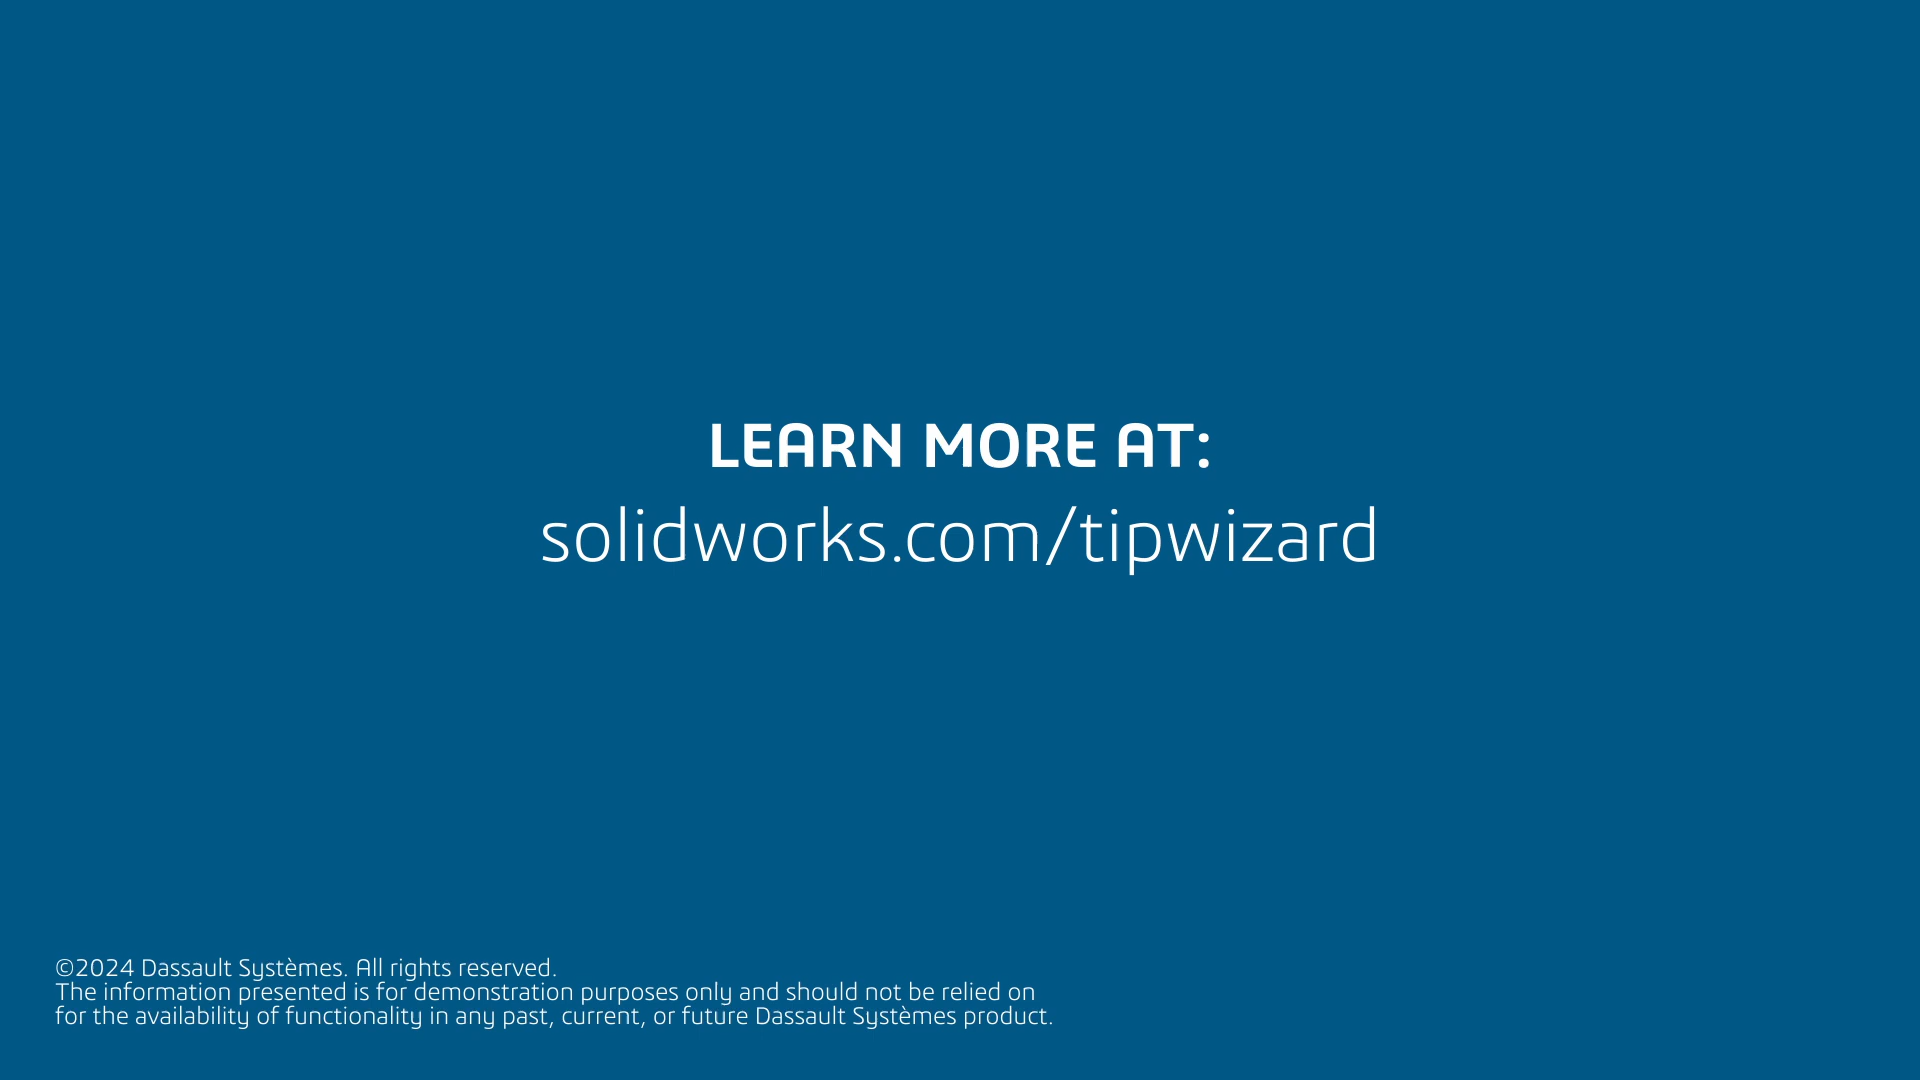 LEARN MORE AT:
solidworks.com/tipwizard
©2024 Dassault Systèmes. All rights reserved.
The information presented is for demonstration purposes only and should not be relied on
for the availability of functionality in any past, current, or future Dassault Systèmes product.